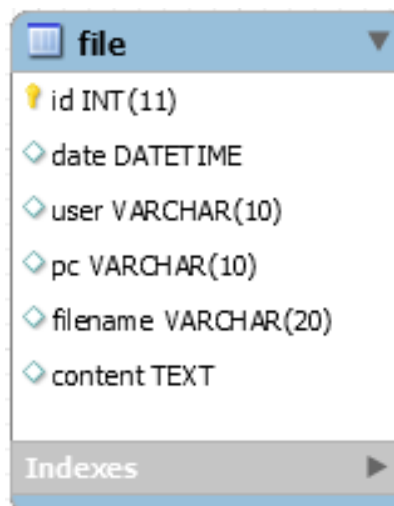 file
id INT(11)
date DATETIME
user VARCHAR(10)
pc VARCHAR(10)
filename VARCHAR(20)
content TEXT
Indexes